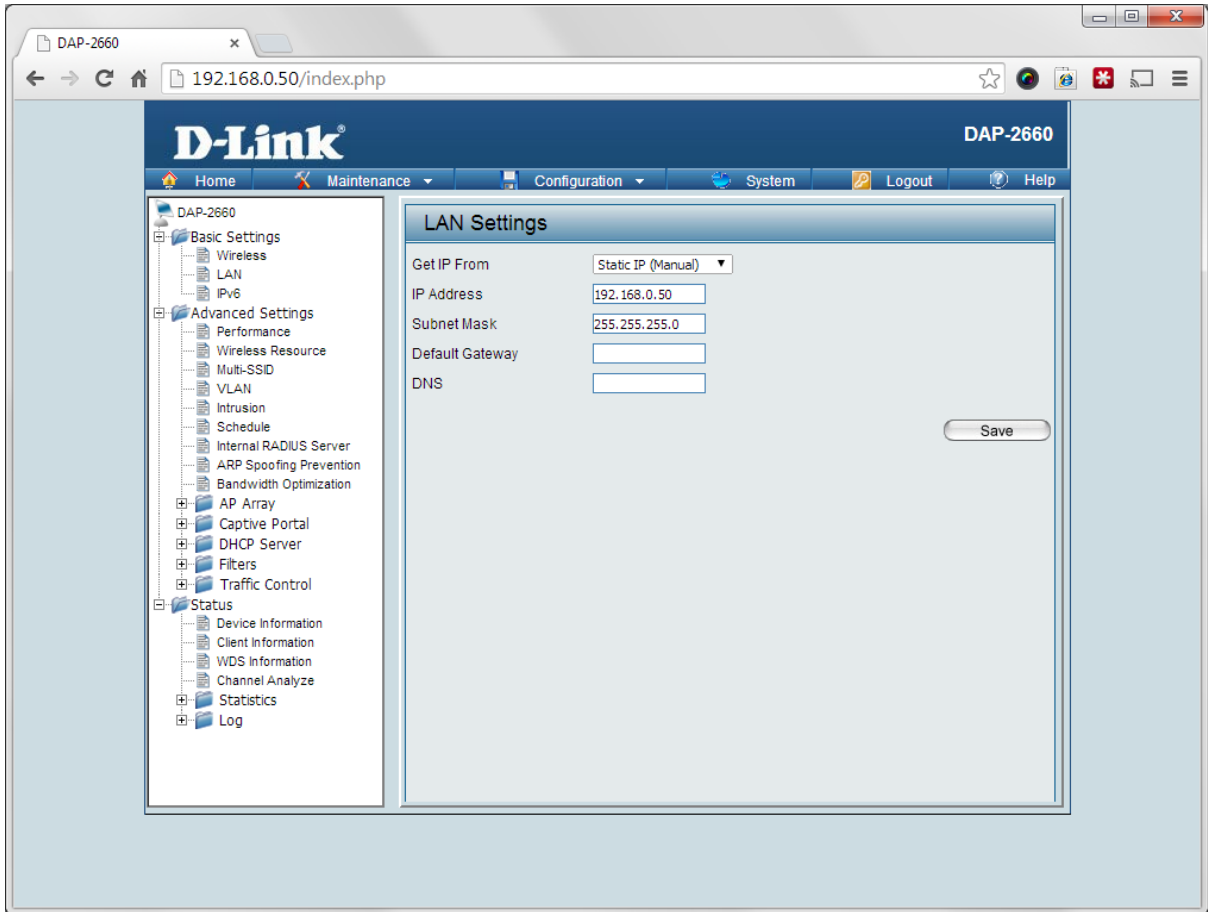 DAP-2660
192.168.0.50/index.php
D-Link®
DAP-2660
Home Maintenance Configuration System Logout Help
DAP-2660
Basic Settings
Wireless
LAN
IPv6
Advanced Settings
Performance
Wireless Resource
Multi-SSID
VLAN
Intrusion
Schedule
Internal RADIUS Server
ARP Spoofing Prevention
Bandwidth Optimization
AP Array
Captive Portal
DHCP Server
Filters
Traffic Control
Status
Device Information
Client Information
WDS Information
Channel Analyze
Statistics
Log
LAN Settings
Get IP From Static IP (Manual)
IP Address 192.168.0.50
Subnet Mask 255.255.255.0
Default Gateway
DNS
Save